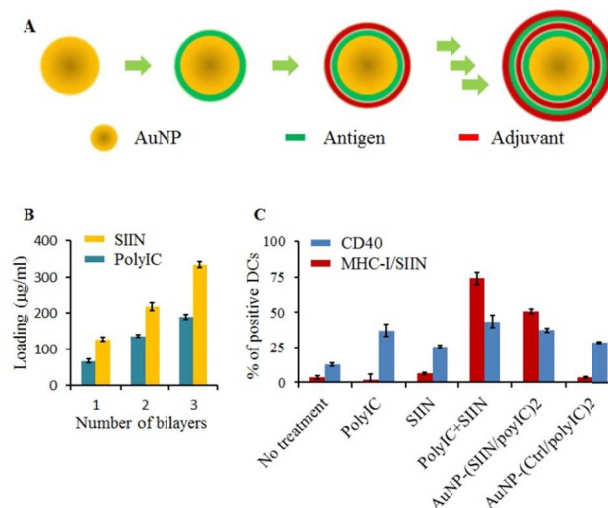 A
AuNP
Antigen
Adjuvant
B
SIIN
PolyIC
Loading (µg/ml)
400
300
200
100
0
1
2
3
Number of bilayers
C
CD40
MHC-I/SIIN
% of positive DCs
100
75
50
25
0
No treatment
PolyIC
SIIN
PolyIC+SIIN
AuNP-(SIIN/poyIC)2
AuNP-(Ctrl/polyIC)2